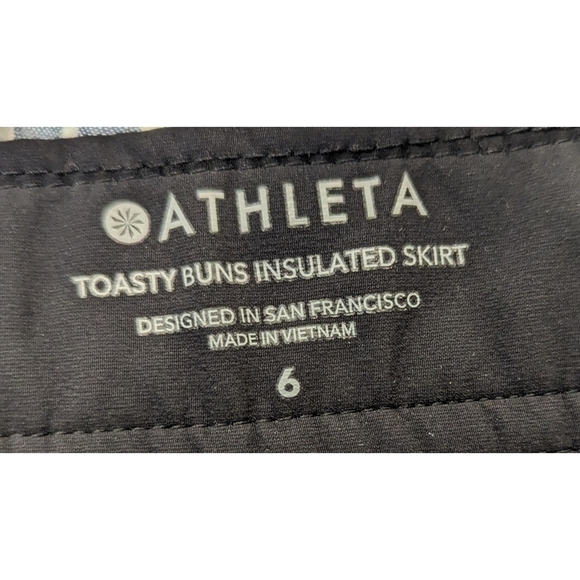 ATHLETA
TOASTY BUNS INSULATED SKIRT
DESIGNED IN SAN FRANCISCO
MADE IN VIETNAM
6